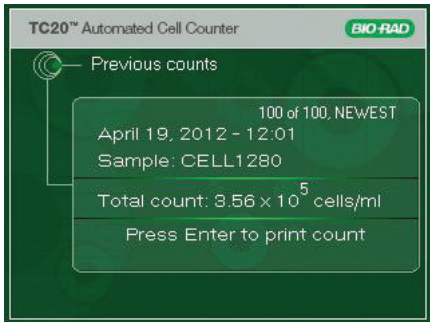 TC20™ Automated Cell Counter
BIO-RAD
Previous counts
100 of 100, NEWEST
April 19, 2012 - 12:01
Sample: CELL1280
Total count: 3.56 x 10⁵ cells/ml
Press Enter to print count